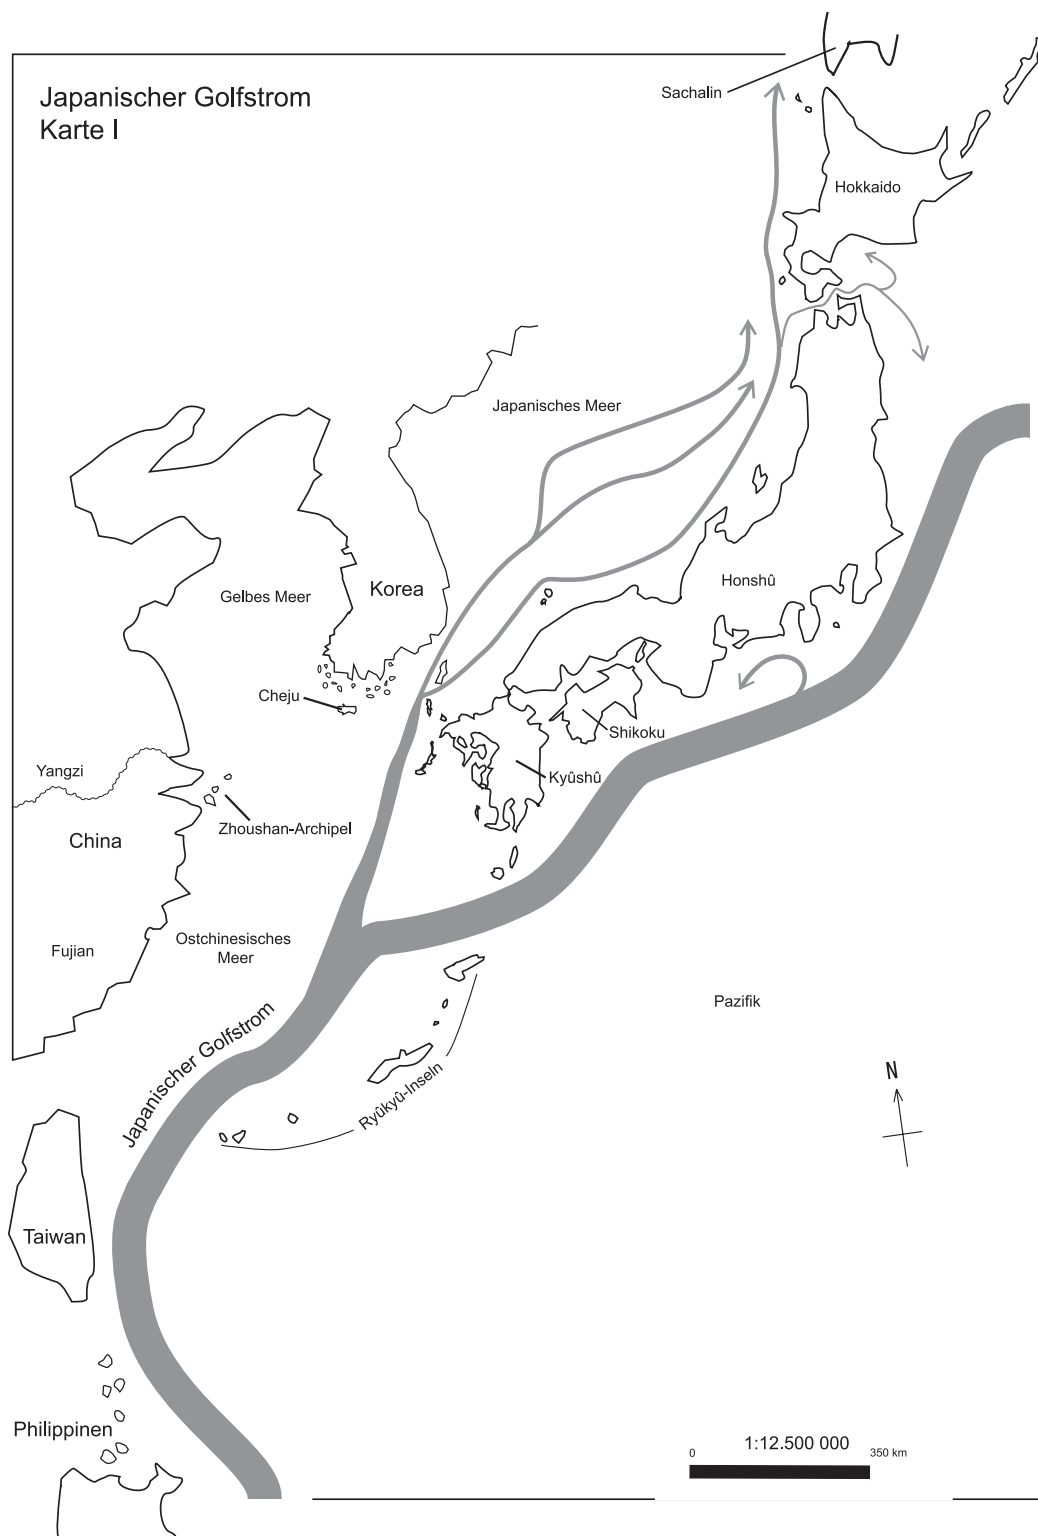 Japanischer Golfstrom
Karte I
Sachalin
Hokkaido
Japanisches Meer
Korea
Gelbes Meer
Honshû
Cheju
Shikoku
Kyûshû
Yangzi
Zhoushan-Archipel
China
Fujian
Ostchinesisches
Meer
Pazifik
Japanischer Golfstrom
Ryûkyû-Inseln
N
Taiwan
Philippinen
1:12.500 000
0
350 km